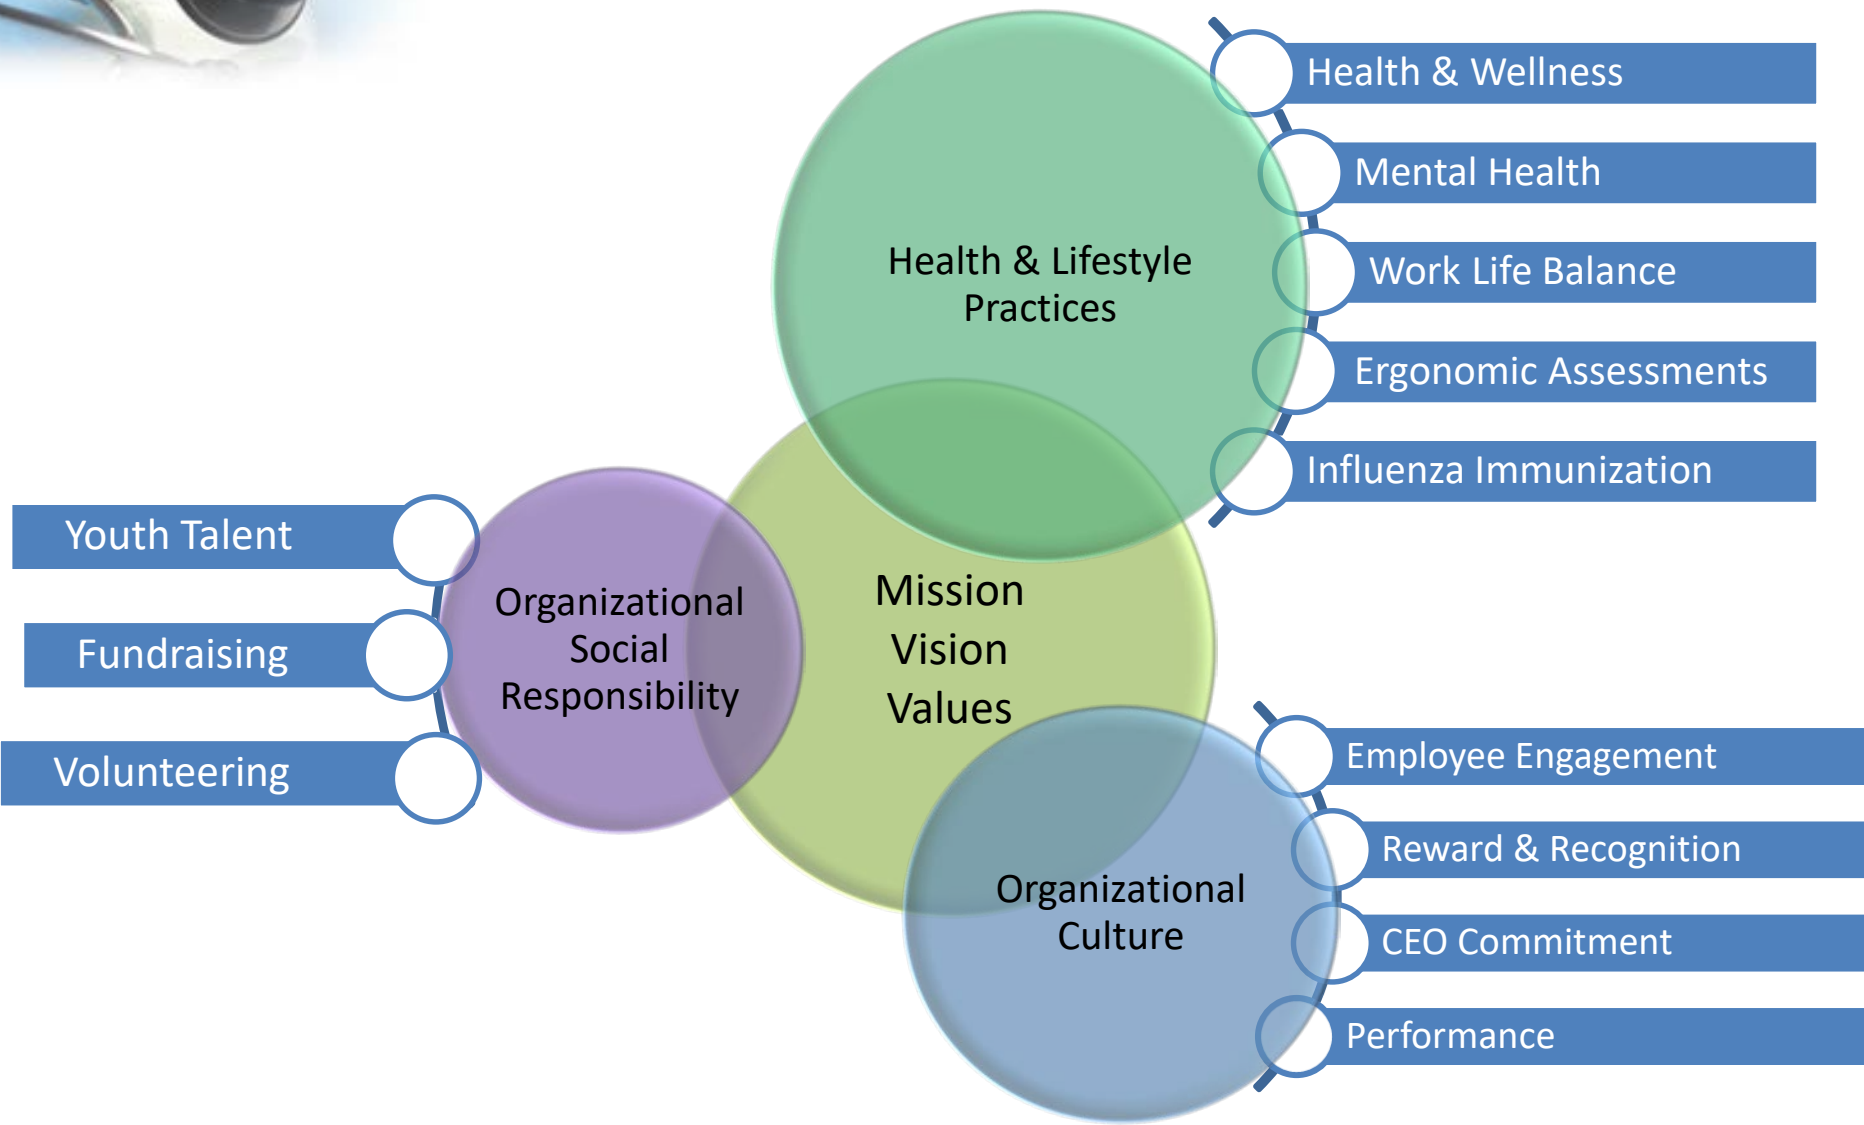 Health & Wellness
Mental Health
Work Life Balance
Ergonomic Assessments
Influenza Immunization
Health & Lifestyle
Practices
Youth Talent
Fundraising
Volunteering
Organizational
Social
Responsibility
Mission
Vision
Values
Employee Engagement
Reward & Recognition
CEO Commitment
Performance
Organizational
Culture